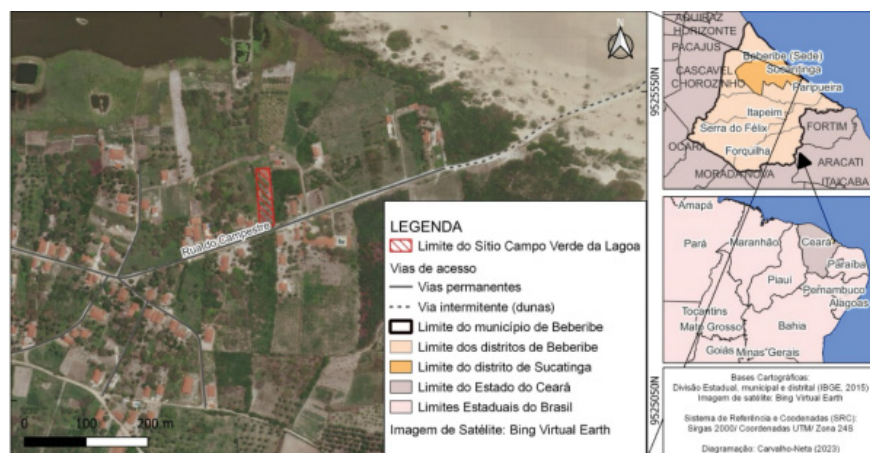 N
Rua do Campestre
0
100
200 m
LEGENDA
Limite do Sítio Campo Verde da Lagoa
Vias de acesso
Vias permanentes
Via intermitente (dunas)
Limite do município de Beberibe
Limite dos distritos de Beberibe
Limite do distrito de Sucatinga
Limite do Estado do Ceará
Limites Estaduais do Brasil
Imagem de Satélite: Bing Virtual Earth
9525550N
9525050N
AQUIRAZ
HORIZONTE
PACAJUS
CASCAVEL
CHOROZINHO
Beberibe (Sede)
Sucatinga
Paripueira
Itapeim
Serra do Félix
Forquilha
FORTIM
OCARA
ARACATI
MORADA NOVA
ITAIÇABA
Amapá
Pará
Maranhão
Ceará
Paraíba
Piauí
Pernambuco
Alagoas
Tocantins
Mato Grosso
Bahia
Goiás
Minas Gerais
Bases Cartográficas:
Divisão Estadual, municipal e distrital (IBGE, 2015)
Imagem de satélite: Bing Virtual Earth
Sistema de Referência e Coodenadas (SRC):
Sirgas 2000/ Coordenadas UTM/ Zona 24S
Diagramação: Carvalho-Neta (2023)